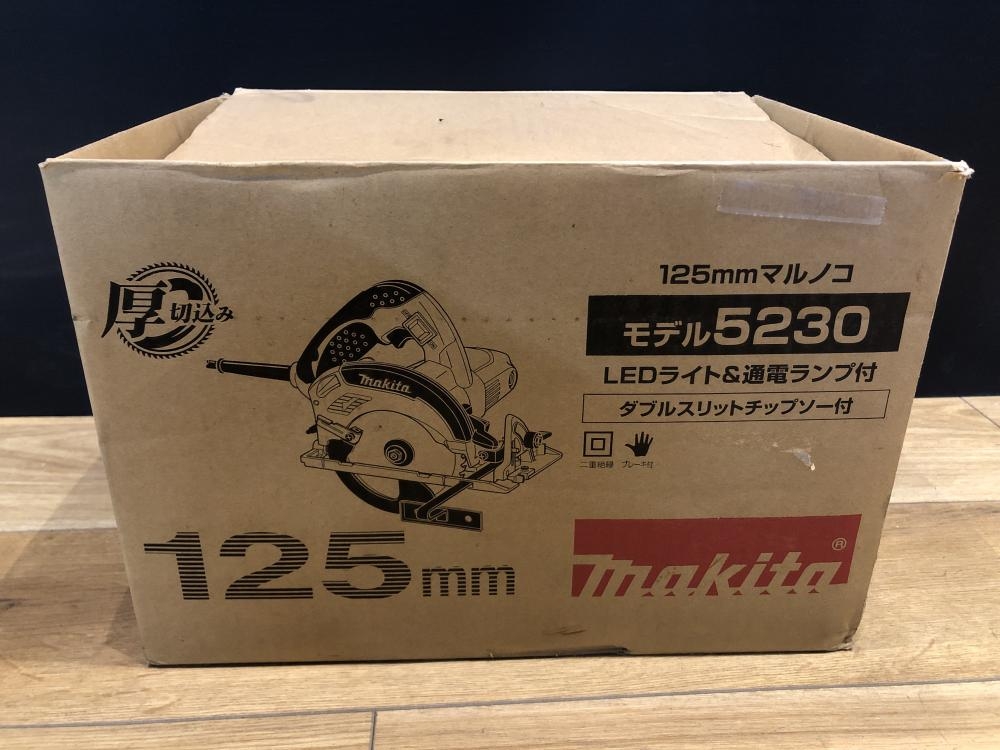 厚切込み
makita
125mmマルノコ
モデル5230
LEDライト&通電ランプ付
ダブルスリットチップソー付
二重絶縁 ブレーキ付
125mm
makita®